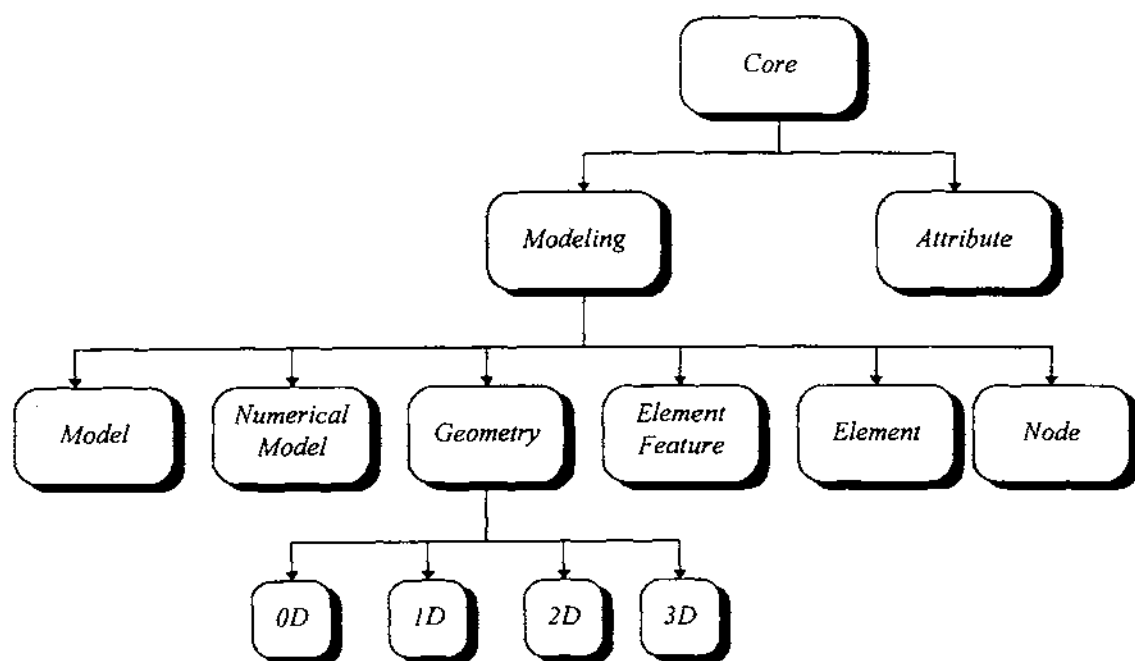 Core
Modeling
Attribute
Model
Numerical
Model
Geometry
Element
Feature
Element
Node
0D
1D
2D
3D